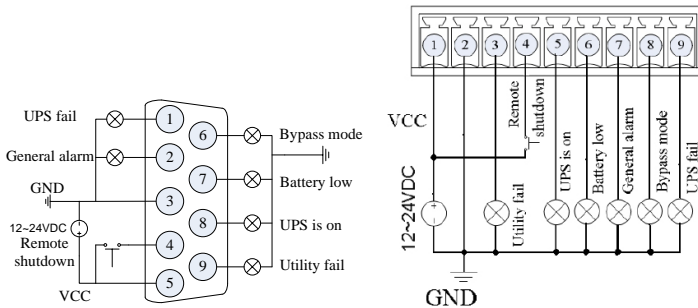 UPS fail
General alarm
GND
12~24VDC
Remote
shutdown
VCC
1
2
3
4
5
6
7
8
9
Bypass mode
Battery low
UPS is on
Utility fail
1 2 3 4 5 6 7 8 9
VCC
12~24VDC
Utility fail
Remote
shutdown
UPS is on
Battery low
General alarm
Bypass mode
UPS fail
GND